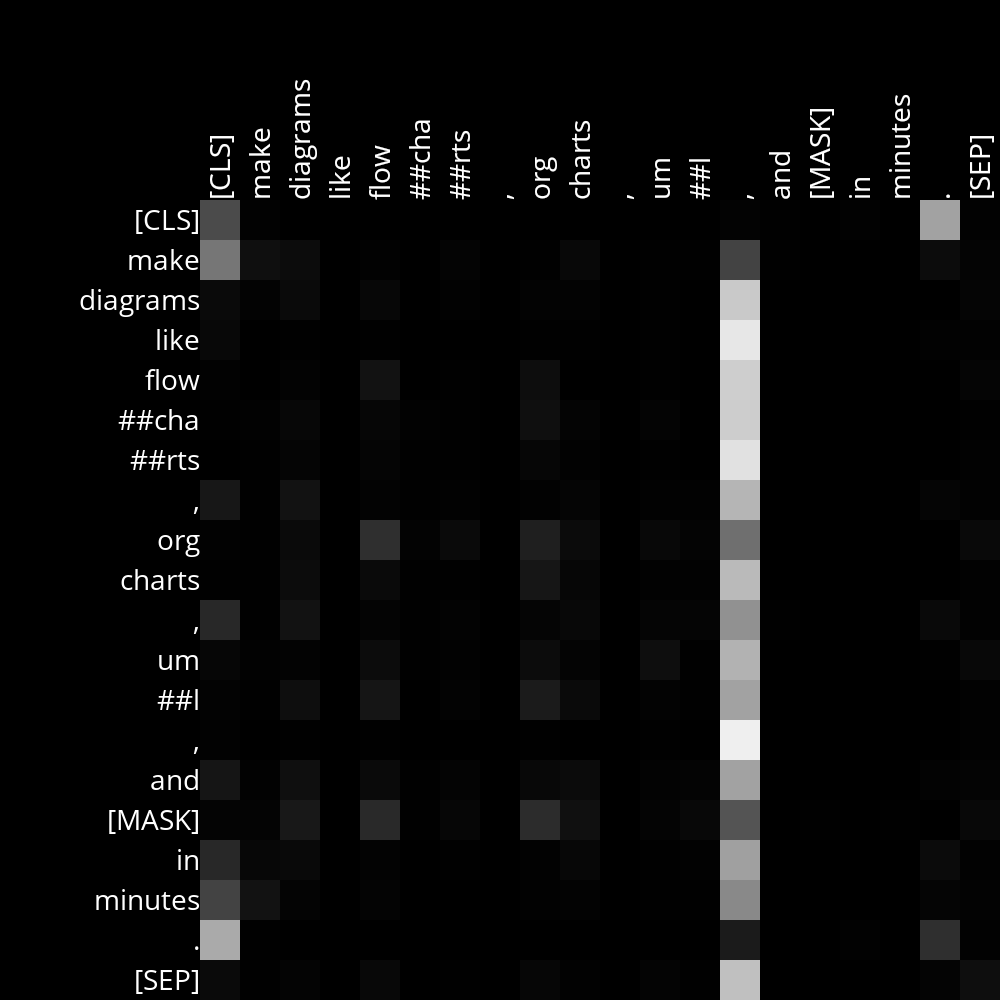 [CLS] make diagrams like flow ##cha ##rts , org charts , um ##l , and [MASK] in minutes . [SEP]
[CLS]
make
diagrams
like
flow
##cha
##rts
,
org
charts
,
um
##l
,
and
[MASK]
in
minutes
.
[SEP]